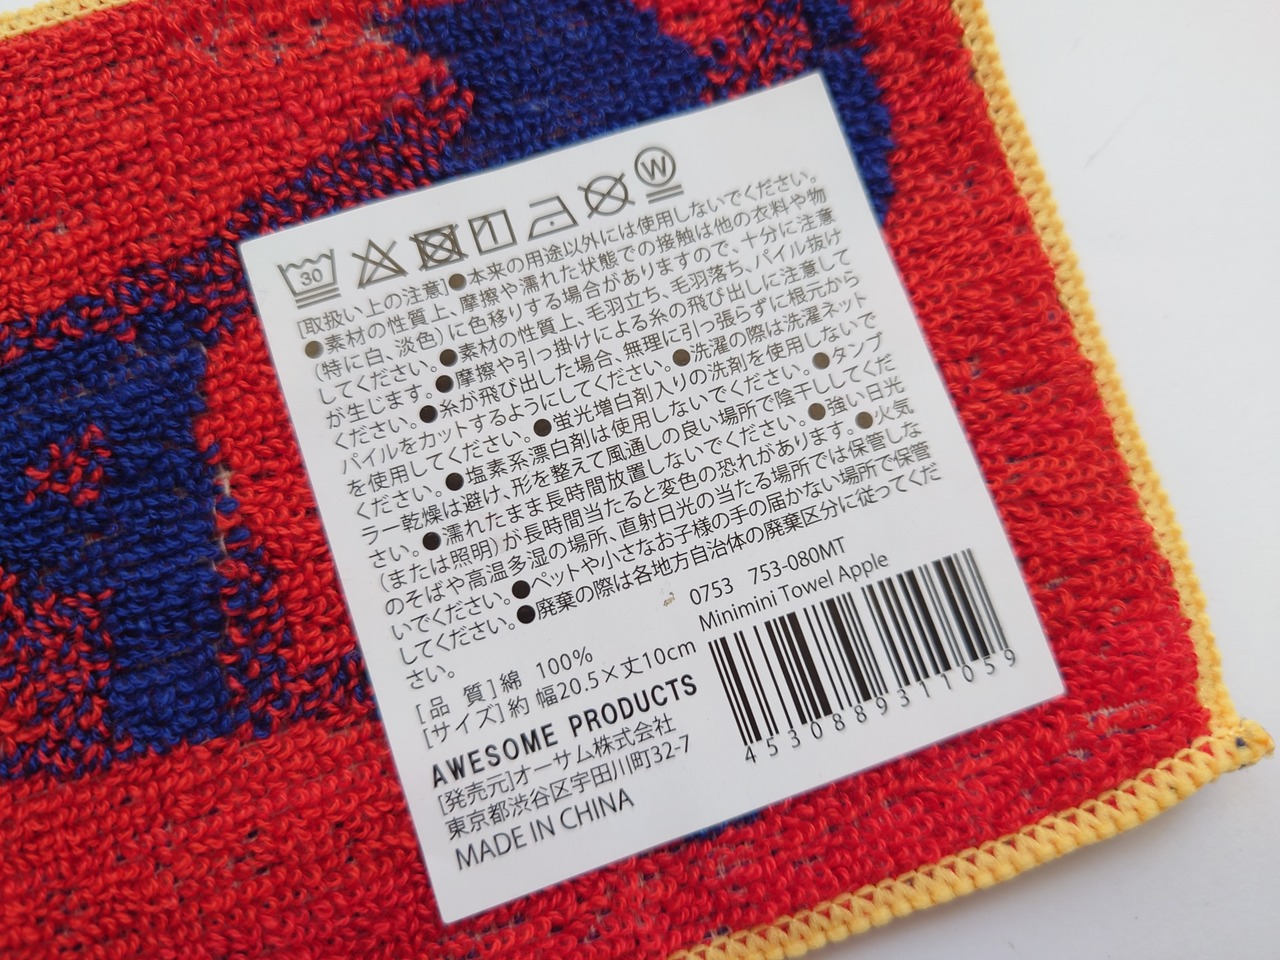 30 W
[取扱い上の注意]●本来の用途以外には使用しないでください。
●素材の性質上、摩擦や濡れた状態での接触は他の衣料や物
(特に白、淡色)に色移りする場合がありますので、十分に注意
してください。●素材の性質上、毛羽立ち、毛羽落ち、パイル抜け
が生じます。●摩擦や引っ掛けによる糸の飛び出しに注意して
ください。●糸が飛び出した場合、無理に引っ張らずに根元から
パイルをカットするようにしてください。●洗濯の際は洗濯ネット
を使用してください。●蛍光増白剤入りの洗剤を使用しないで
ください。●塩素系漂白剤は使用しないでください。●タンブ
ラー乾燥は避け、形を整えて風通しの良い場所で陰干ししてくだ
さい。●濡れたまま長時間放置しないでください。●強い日光
(または照明)が長時間当たると変色の恐れがあります。●火気
のそばや高温多湿の場所、直射日光の当たる場所では保管しな
いでください。●ペットや小さなお子様の手の届かない場所で保管
してください。●廃棄の際は各地方自治体の廃棄区分に従ってくだ
さい。
0753 753-080MT
Minimini Towel Apple
[品 質]綿 100%
[サイズ]約 幅20.5×丈10cm
AWESOME PRODUCTS
[発売元]オーサム株式会社
東京都渋谷区宇田川町32-7
MADE IN CHINA
4530889311059